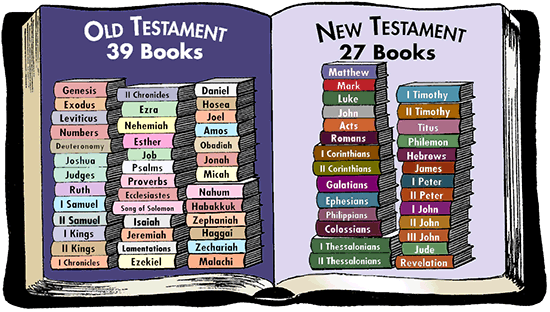 OLD TESTAMENT
39 Books
Genesis
Exodus
Leviticus
Numbers
Deuteronomy
Joshua
Judges
Ruth
I Samuel
II Samuel
I Kings
II Kings
I Chronicles
II Chronicles
Ezra
Nehemiah
Esther
Job
Psalms
Proverbs
Ecclesiastes
Song of Solomon
Isaiah
Jeremiah
Lamentations
Ezekiel
Daniel
Hosea
Joel
Amos
Obadiah
Jonah
Micah
Nahum
Habakkuk
Zephaniah
Haggai
Zechariah
Malachi
NEW TESTAMENT
27 Books
Matthew
Mark
Luke
John
Acts
Romans
I Corinthians
II Corinthians
Galatians
Ephesians
Philippians
Colossians
I Thessalonians
II Thessalonians
I Timothy
II Timothy
Titus
Philemon
Hebrews
James
I Peter
II Peter
I John
II John
III John
Jude
Revelation